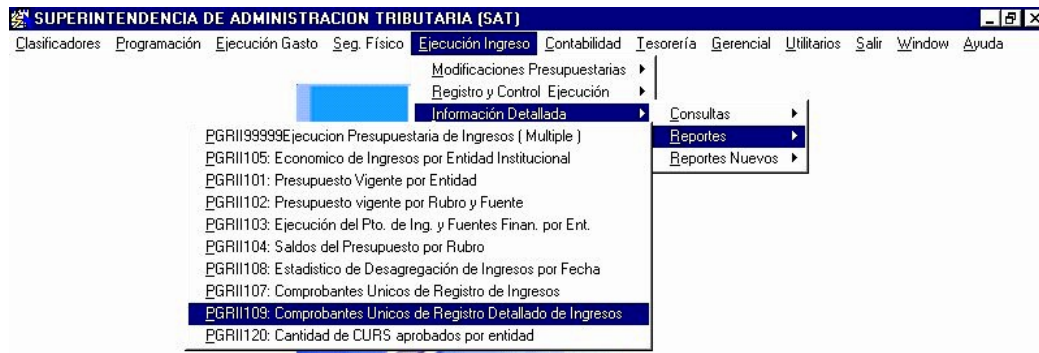 SUPERINTENDENCIA DE ADMINISTRACION TRIBUTARIA (SAT)
Clasificadores Programación Ejecución Gasto Seg. Físico Ejecución Ingreso Contabilidad Tesorería Gerencial Utilitarios Salir Window Ayuda
Modificaciones Presupuestarias
Registro y Control Ejecución
Información Detallada
Consultas
Reportes
Reportes Nuevos
PGRII99999Ejecucion Presupuestaria de Ingresos ( Multiple )
PGRII105: Economico de Ingresos por Entidad Institucional
PGRII101: Presupuesto Vigente por Entidad
PGRII102: Presupuesto vigente por Rubro y Fuente
PGRII103: Ejecución del Pto. de Ing. y Fuentes Finan. por Ent.
PGRII104: Saldos del Presupuesto por Rubro
PGRII108: Estadistico de Desagregación de Ingresos por Fecha
PGRII107: Comprobantes Unicos de Registro de Ingresos
PGRII109: Comprobantes Unicos de Registro Detallado de Ingresos
PGRII120: Cantidad de CURS aprobados por entidad